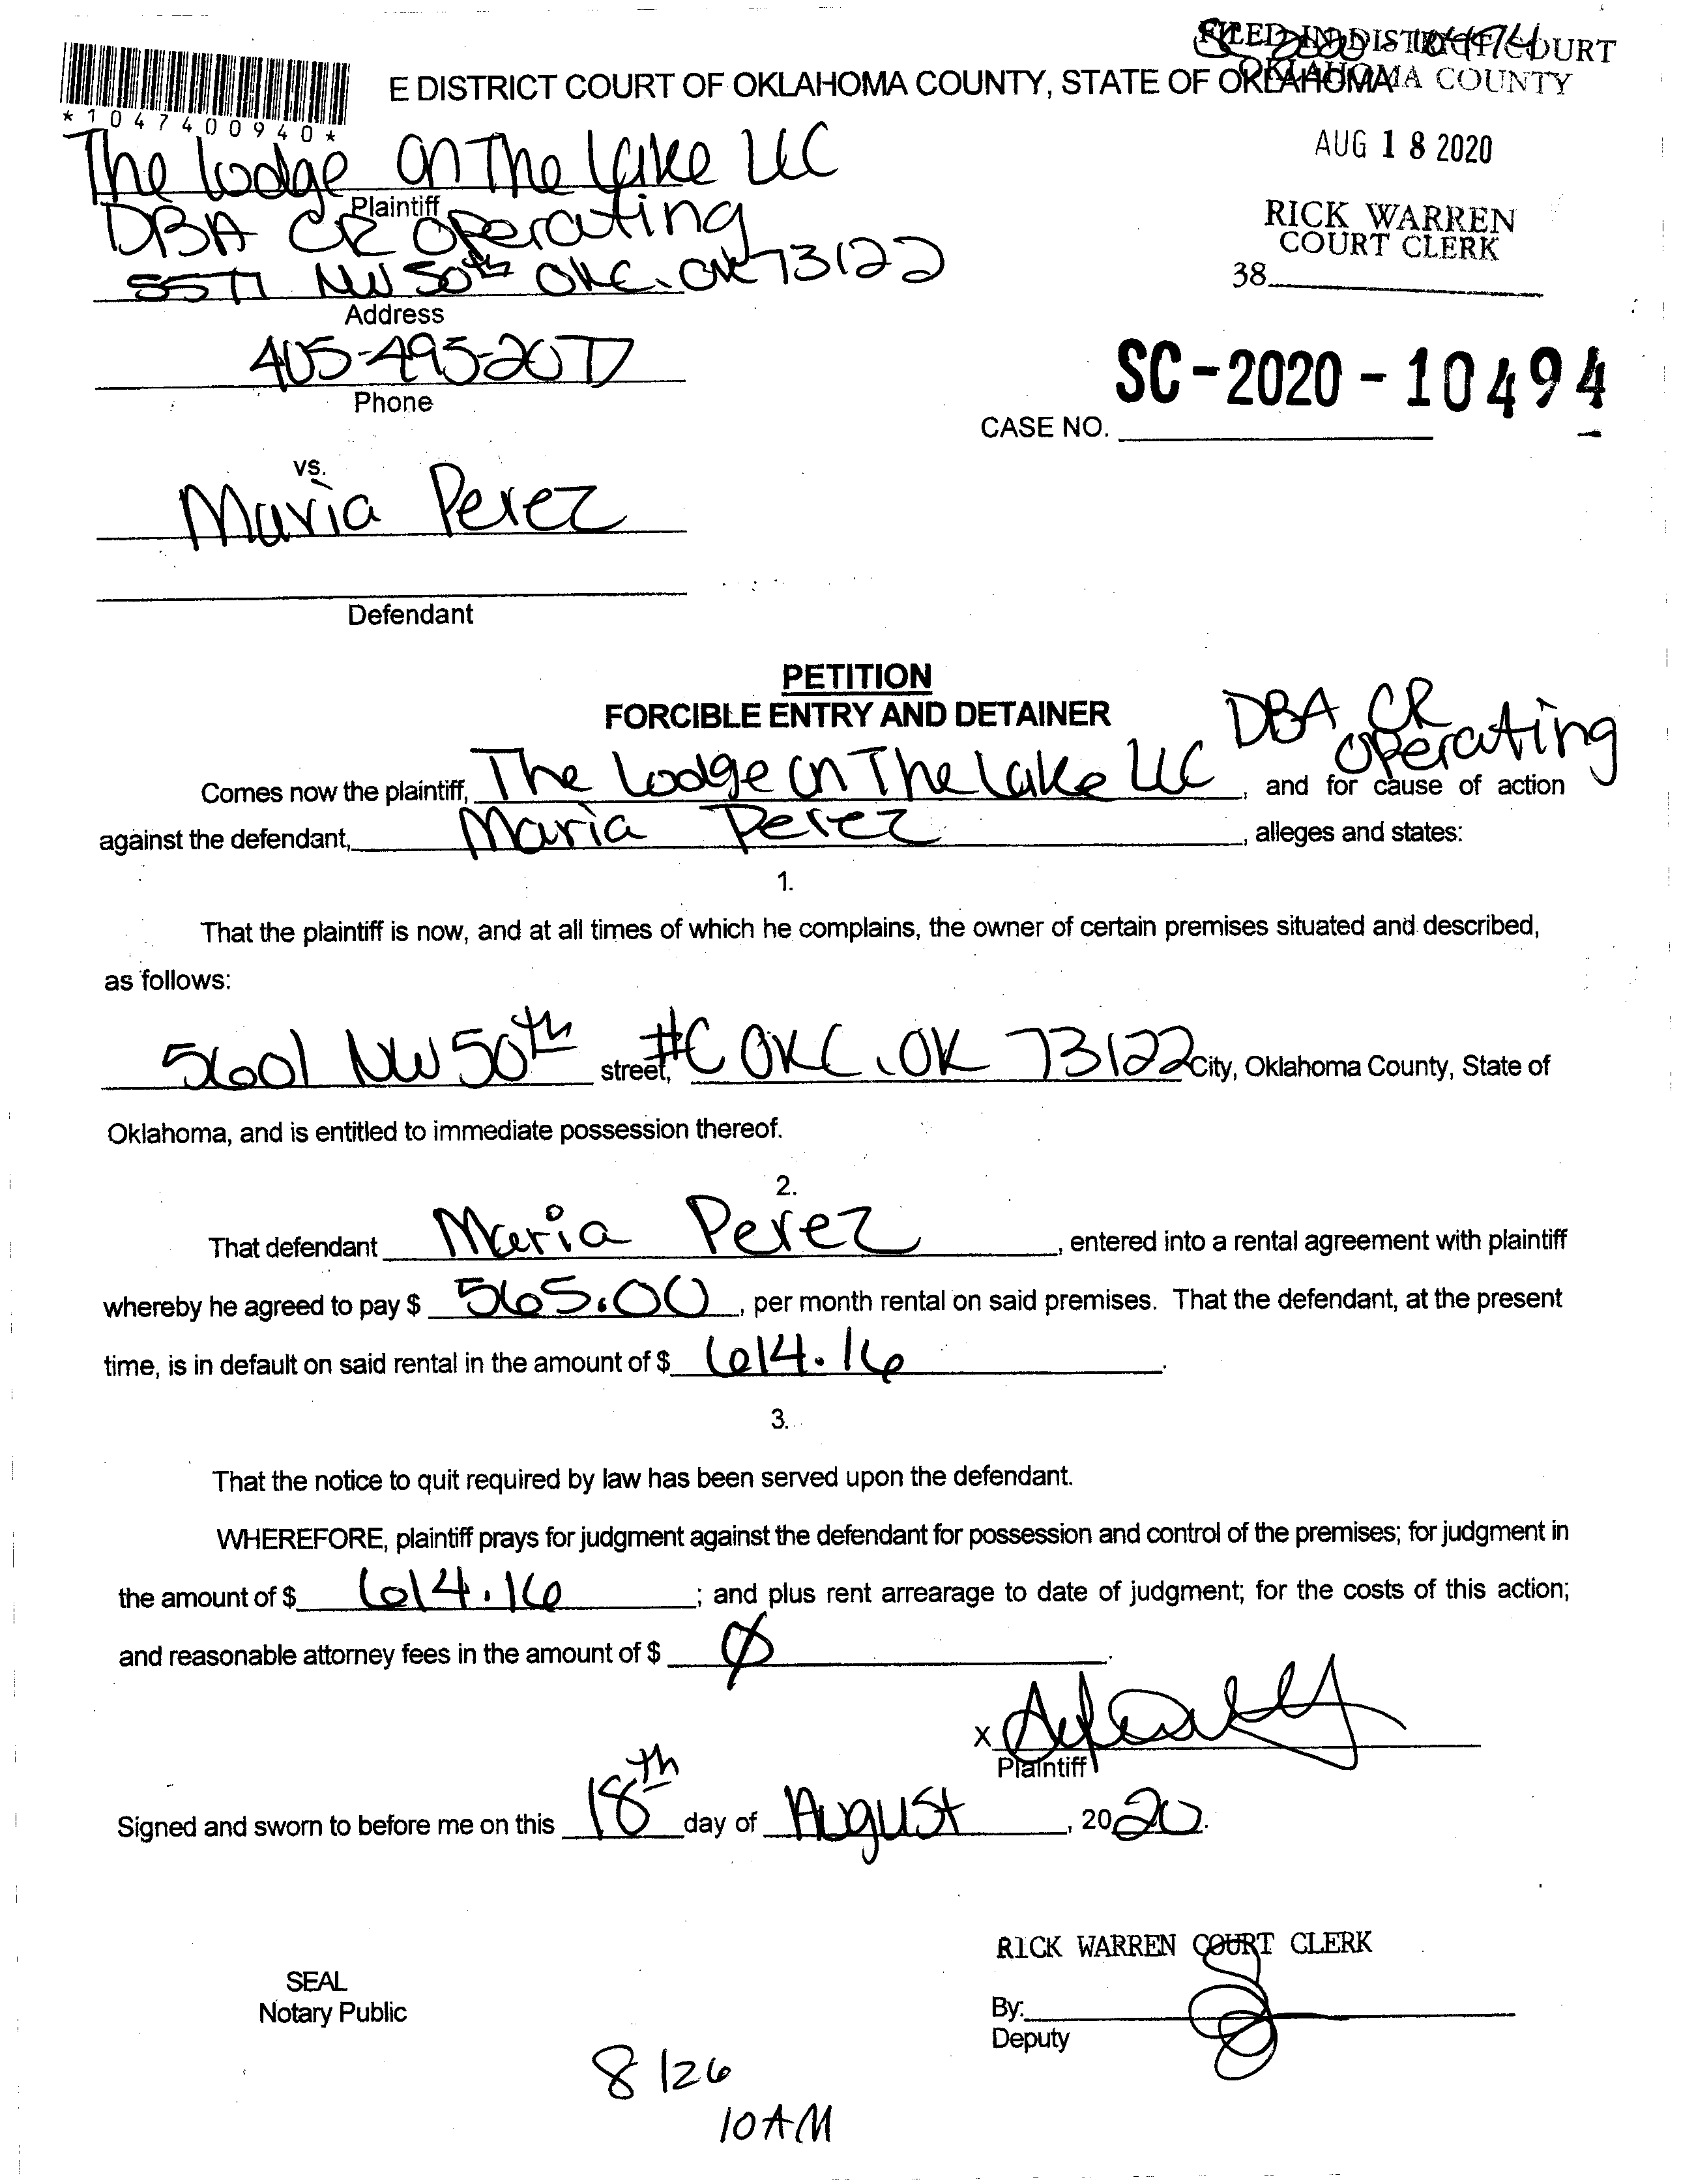 FILED IN DISTRICT COURT
OKLAHOMA COUNTY
E DISTRICT COURT OF OKLAHOMA COUNTY, STATE OF OKLAHOMA
*1047400940*
AUG 18 2020
RICK WARREN
COURT CLERK
38
The Lodge on The Lake LLC
Plaintiff
DBA CR Operating
5577 NW 50th OKC, OK 73122
Address
405-495-2077
Phone
SC-2020-10494
CASE NO.
vs.
Maria Perez
Defendant
PETITION
FORCIBLE ENTRY AND DETAINER
DBA CR Operating
Comes now the plaintiff, The Lodge on The Lake LLC, and for cause of action
against the defendant, Maria Perez, alleges and states:
1.
That the plaintiff is now, and at all times of which he complains, the owner of certain premises situated and described,
as follows:
5601 NW 50th street, #C OKC, OK 73122 City, Oklahoma County, State of
Oklahoma, and is entitled to immediate possession thereof.
2.
That defendant Maria Perez, entered into a rental agreement with plaintiff
whereby he agreed to pay $ 565.00, per month rental on said premises. That the defendant, at the present
time, is in default on said rental in the amount of $ 614.16.
3.
That the notice to quit required by law has been served upon the defendant.
WHEREFORE, plaintiff prays for judgment against the defendant for possession and control of the premises; for judgment in
the amount of $ 614.16; and plus rent arrearage to date of judgment; for the costs of this action;
and reasonable attorney fees in the amount of $ Ø.
X
Plaintiff
Signed and sworn to before me on this 18th day of August, 2020.
RICK WARREN COURT CLERK
SEAL
Notary Public
By:
Deputy
8/26
10AM